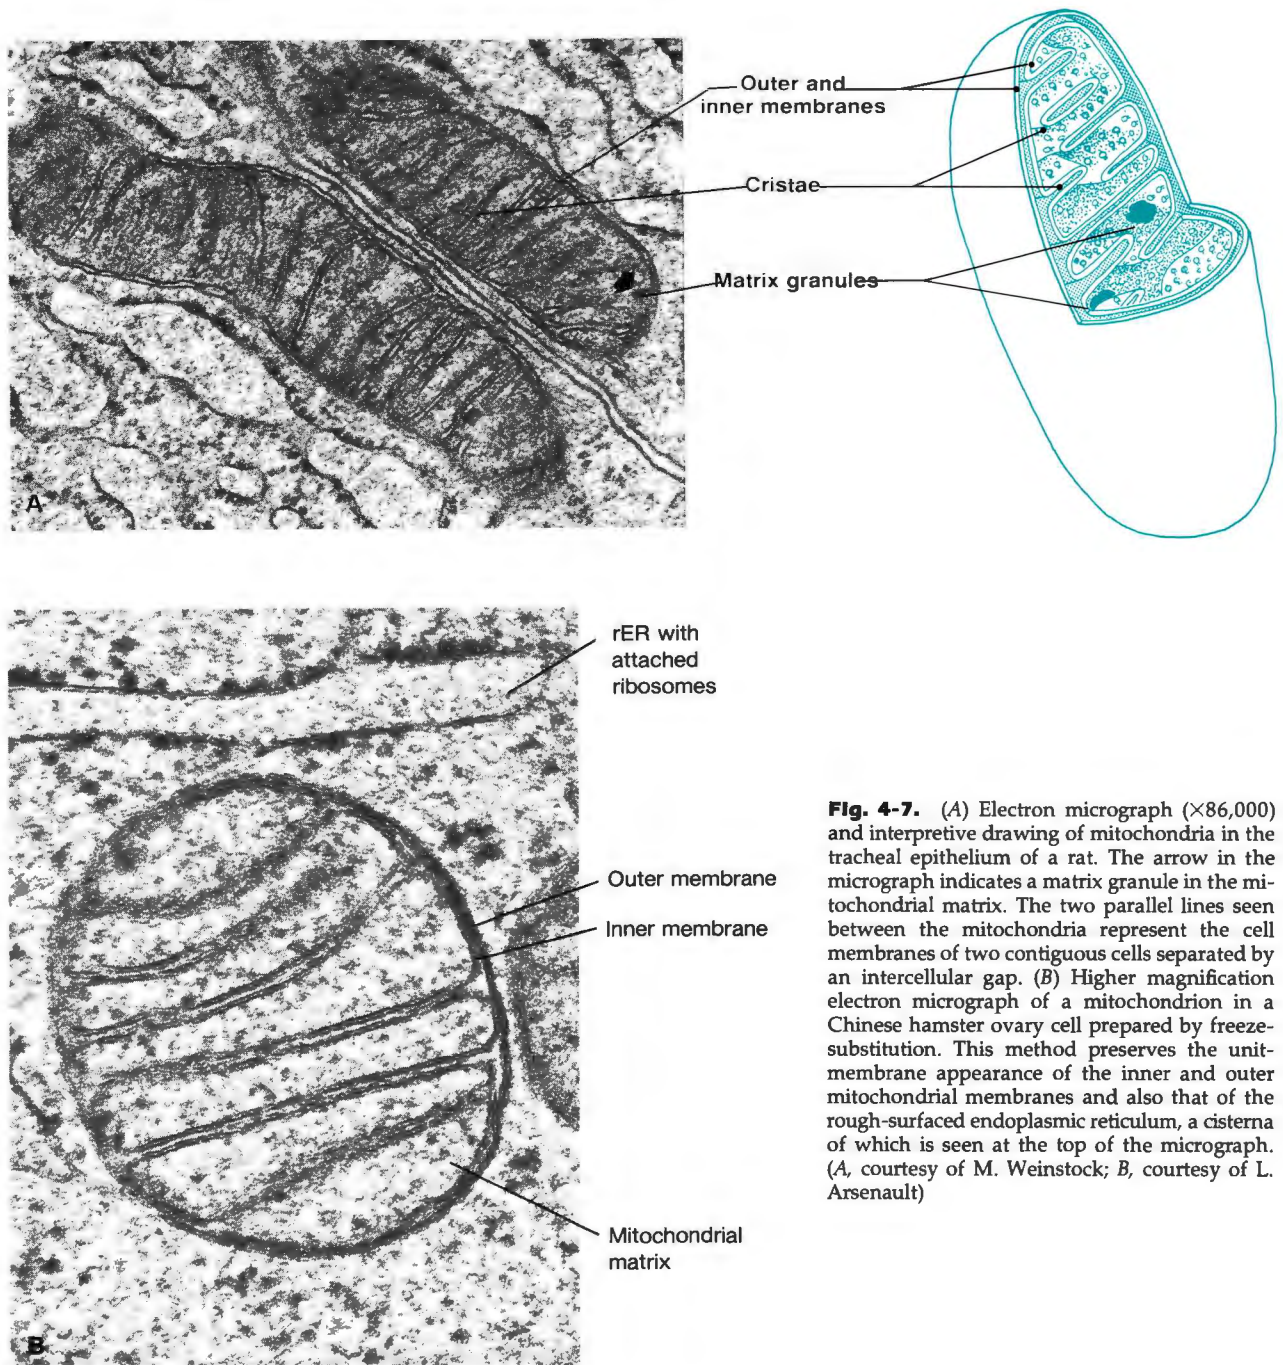 Outer and
inner membranes
Cristae
Matrix granules
A
rER with
attached
ribosomes
Outer membrane
Inner membrane
Mitochondrial
matrix
B
Fig. 4-7. (A) Electron micrograph (×86,000)
and interpretive drawing of mitochondria in the
tracheal epithelium of a rat. The arrow in the
micrograph indicates a matrix granule in the mi-
tochondrial matrix. The two parallel lines seen
between the mitochondria represent the cell
membranes of two contiguous cells separated by
an intercellular gap. (B) Higher magnification
electron micrograph of a mitochondrion in a
Chinese hamster ovary cell prepared by freeze-
substitution. This method preserves the unit-
membrane appearance of the inner and outer
mitochondrial membranes and also that of the
rough-surfaced endoplasmic reticulum, a cisterna
of which is seen at the top of the micrograph.
(A, courtesy of M. Weinstock; B, courtesy of L.
Arsenault)